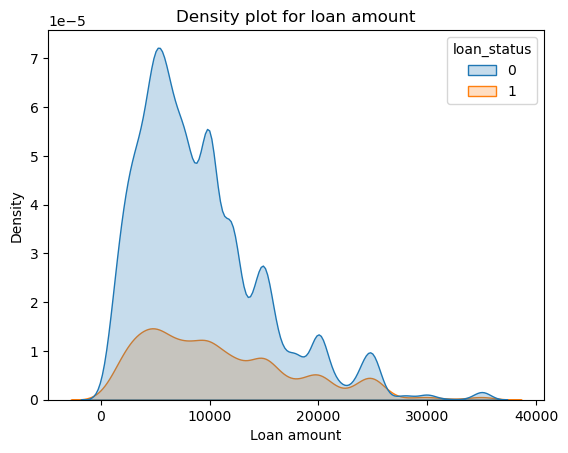 Density plot for loan amount
1e−5
loan_status
0
1
7
6
5
4
3
2
1
0
Density
0 10000 20000 30000 40000
Loan amount